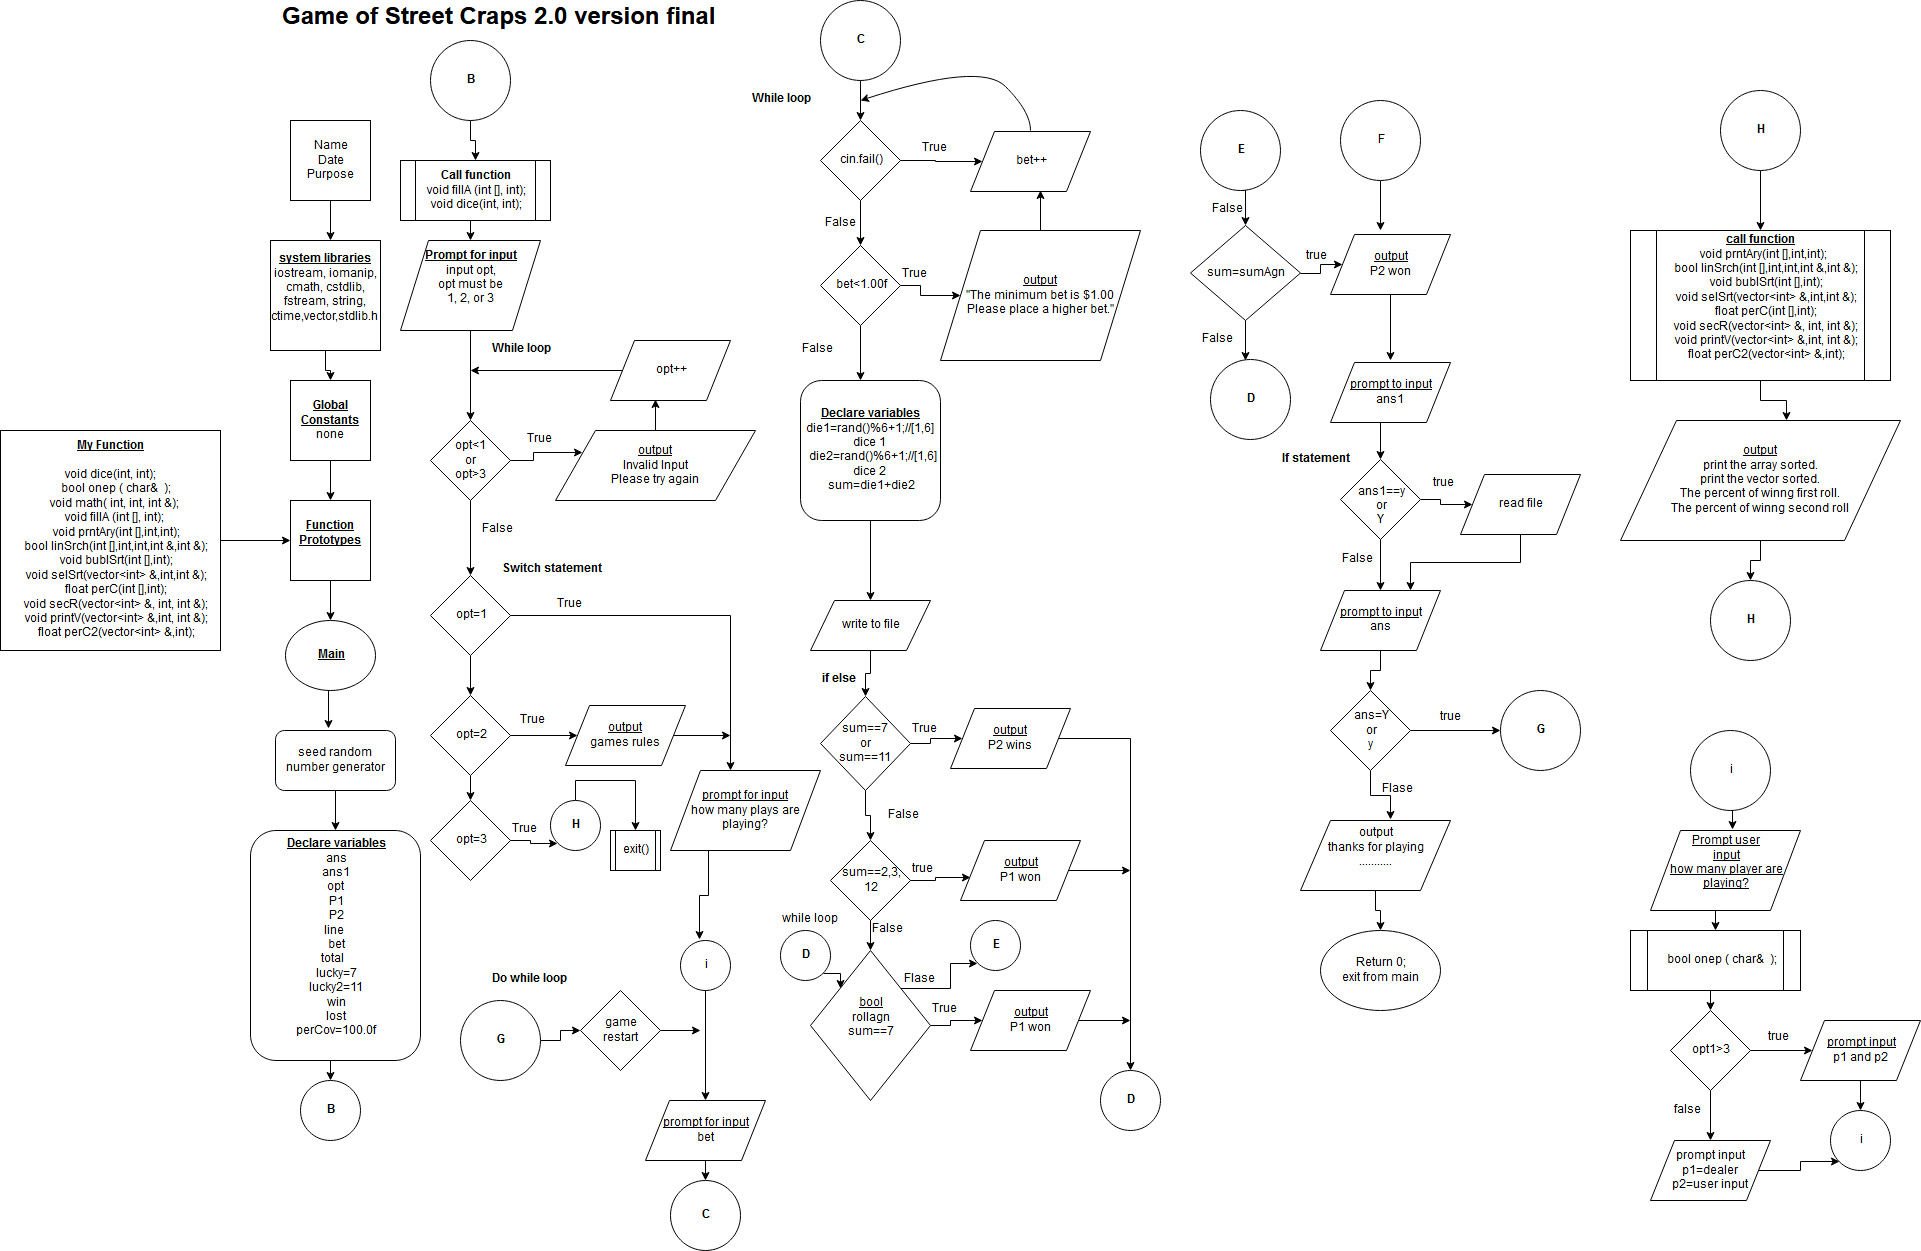 Game of Street Craps 2.0 version final
Name
Date
Purpose
system libraries
iostream, iomanip,
cmath, cstdlib,
fstream, string,
ctime,vector,stdlib.h
Global
Constants
none
My Function
void dice(int, int);
bool onep ( char&  );
void math( int, int, int &);
void fillA (int [], int);
void prntAry(int [],int,int);
bool linSrch(int [],int,int,int &,int &);
void bublSrt(int [],int);
void selSrt(vector<int> &,int,int &);
float perC(int [],int);
void secR(vector<int> &, int, int &);
void printV(vector<int> &,int, int &);
float perC2(vector<int> &,int);
Function
Prototypes
Main
seed random
number generator
Declare variables
ans
ans1
opt
P1
P2
line
bet
total
lucky=7
lucky2=11
win
lost
perCov=100.0f
B
B
Call function
void fillA (int [], int);
void dice(int, int);
Prompt for input
input opt,
opt must be
1, 2, or 3
While loop
opt++
opt<1
or
opt>3
True
output
Invalid Input
Please try again
False
Switch statement
opt=1
True
opt=2
True
output
games rules
opt=3
True
H
exit()
prompt for input
how many plays are
playing?
i
Do while loop
G
game
restart
prompt for input
bet
C
C
While loop
cin.fail()
True
bet++
False
bet<1.00f
True
output
"The minimum bet is $1.00
Please place a higher bet."
False
Declare variables
die1=rand()%6+1;//[1,6]
dice 1
die2=rand()%6+1;//[1,6]
dice 2
sum=die1+die2
write to file
if else
sum==7
or
sum==11
True
output
P2 wins
False
sum==2,3,
12
true
output
P1 won
False
while loop
D
E
Flase
bool
rollagn
sum==7
True
output
P1 won
D
E
False
sum=sumAgn
true
False
D
F
output
P2 won
prompt to input
ans1
If statement
ans1==y
or
Y
true
read file
False
prompt to input
ans
ans=Y
or
y
true
G
Flase
output
thanks for playing
...........
Return 0;
exit from main
H
call function
void prntAry(int [],int,int);
bool linSrch(int [],int,int,int &,int &);
void bublSrt(int [],int);
void selSrt(vector<int> &,int,int &);
float perC(int [],int);
void secR(vector<int> &, int, int &);
void printV(vector<int> &,int, int &);
float perC2(vector<int> &,int);
output
print the array sorted.
print the vector sorted.
The percent of winng first roll.
The percent of winng second roll
H
i
Prompt user
input
how many player are
playing?
bool onep ( char&  );
opt1>3
true
prompt input
p1 and p2
false
i
prompt input
p1=dealer
p2=user input